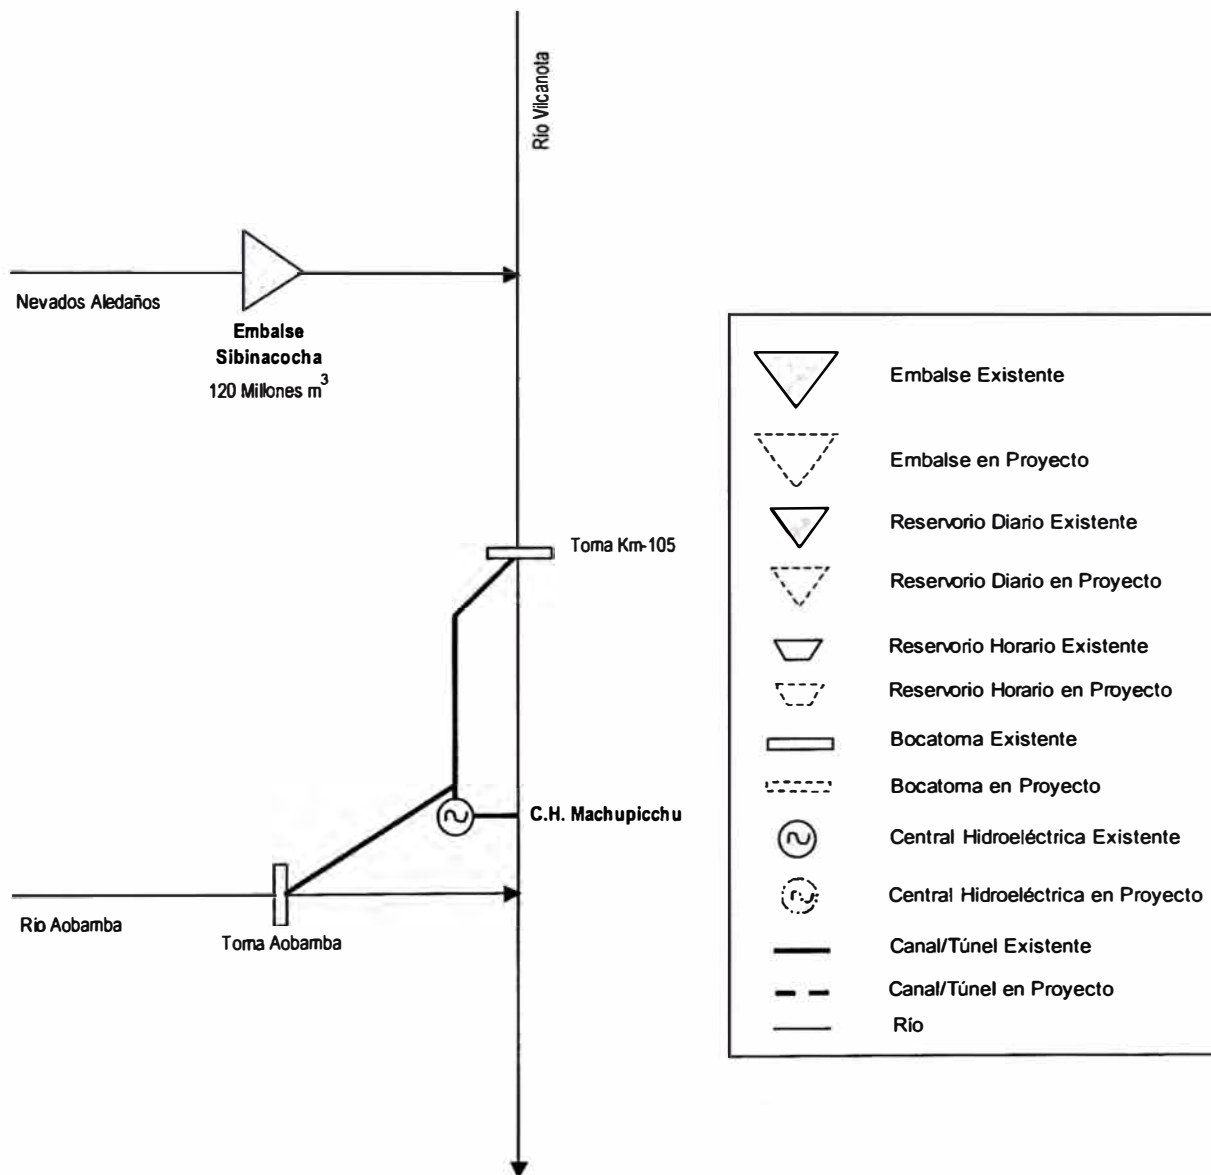 Río Vilcanota
Nevados Aledaños
Embalse
Sibinacocha
120 Millones m³
Toma Km-105
C.H. Machupicchu
Río Aobamba
Toma Aobamba
Embalse Existente
Embalse en Proyecto
Reservorio Diario Existente
Reservorio Diario en Proyecto
Reservorio Horario Existente
Reservorio Horario en Proyecto
Bocatoma Existente
Bocatoma en Proyecto
Central Hidroeléctrica Existente
Central Hidroeléctrica en Proyecto
Canal/Túnel Existente
Canal/Túnel en Proyecto
Río